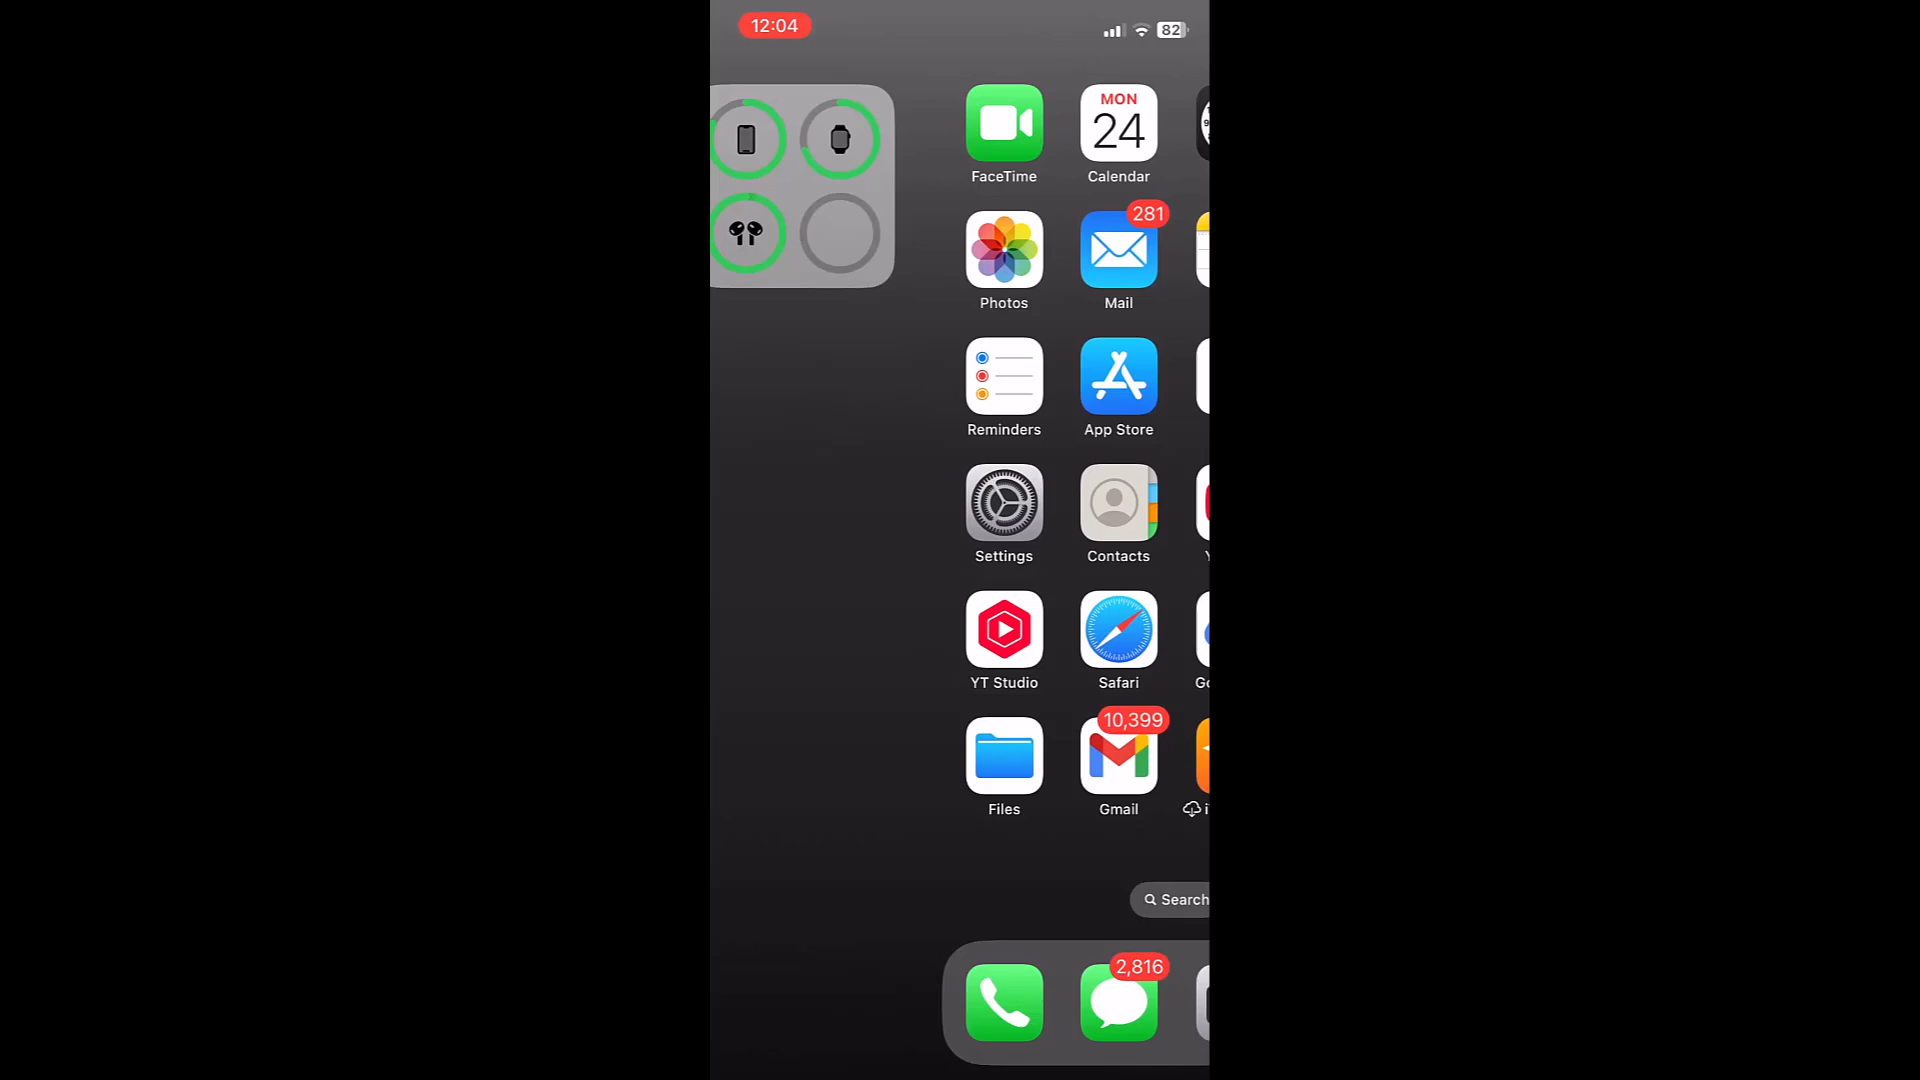 12:04
82
MON
24
FaceTime
Calendar
281
Photos
Mail
Reminders
App Store
Settings
Contacts
YT Studio
Safari
10,399
Files
Gmail
Search
2,816